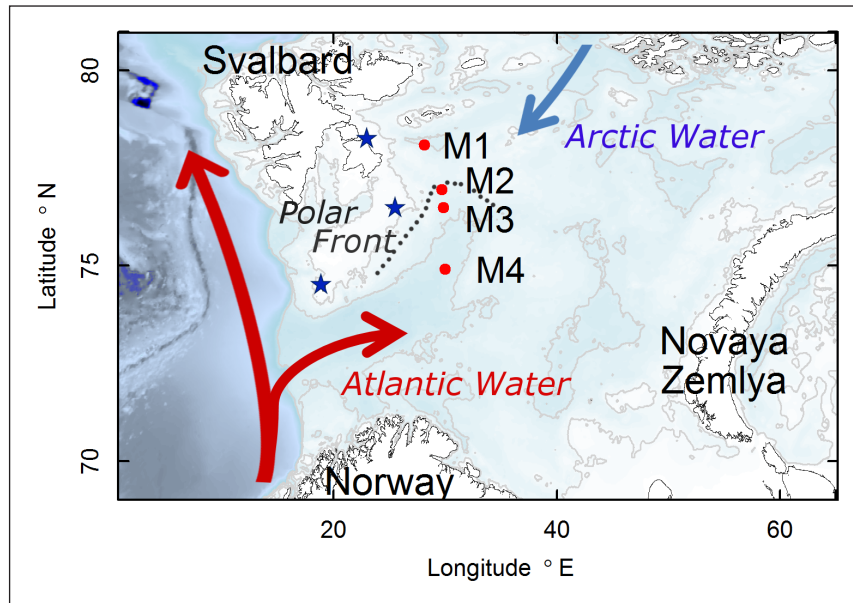 80
75
70
Latitude ° N
Svalbard
Arctic Water
M1
M2
M3
M4
Polar
Front
Novaya
Zemlya
Atlantic Water
Norway
20
40
60
Longitude ° E